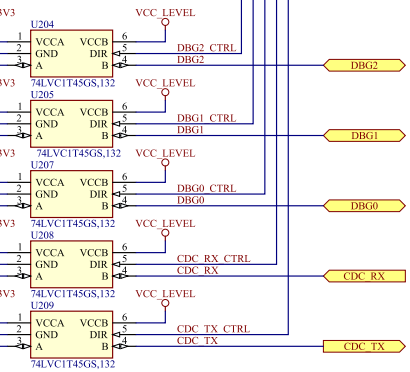 3V3 U204 VCC_LEVEL
1 VCCA VCCB 6
2 GND DIR 5 DBG2_CTRL
3 A B 4 DBG2 DBG2
74LVC1T45GS,132
3V3 U205 VCC_LEVEL
1 VCCA VCCB 6
2 GND DIR 5 DBG1_CTRL
3 A B 4 DBG1 DBG1
74LVC1T45GS,132
3V3 U207 VCC_LEVEL
1 VCCA VCCB 6
2 GND DIR 5 DBG0_CTRL
3 A B 4 DBG0 DBG0
74LVC1T45GS,132
3V3 U208 VCC_LEVEL
1 VCCA VCCB 6
2 GND DIR 5 CDC_RX_CTRL
3 A B 4 CDC_RX CDC_RX
74LVC1T45GS,132
3V3 U209 VCC_LEVEL
1 VCCA VCCB 6
2 GND DIR 5 CDC_TX_CTRL
3 A B 4 CDC_TX CDC_TX
74LVC1T45GS,132